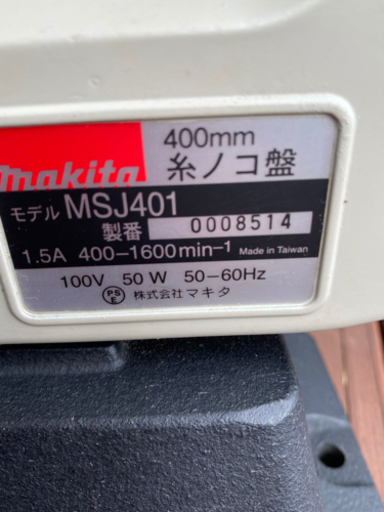 makita
400mm
糸ノコ盤
モデル MSJ401
製番 0008514
1.5A 400-1600min-1 Made in Taiwan
100V 50W 50-60Hz
PSE 株式会社マキタ